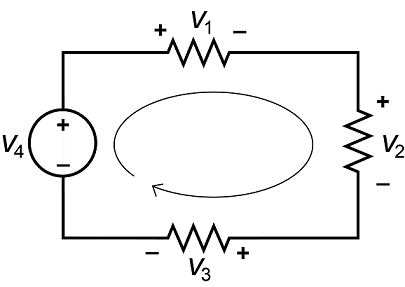 + V1 −
+
V4
−
+
V2
−
− V3 +